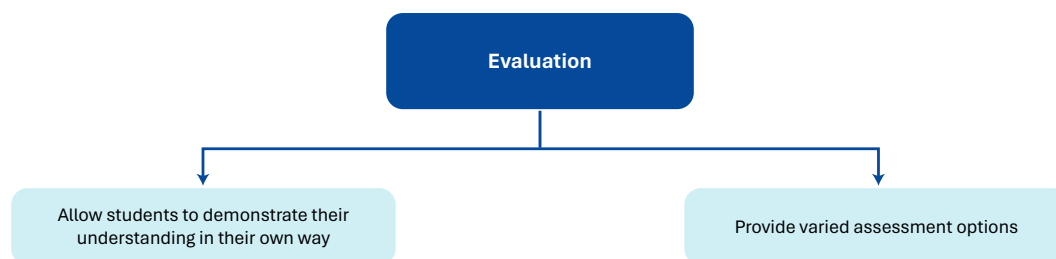 Evaluation
Allow students to demonstrate their
understanding in their own way
Provide varied assessment options